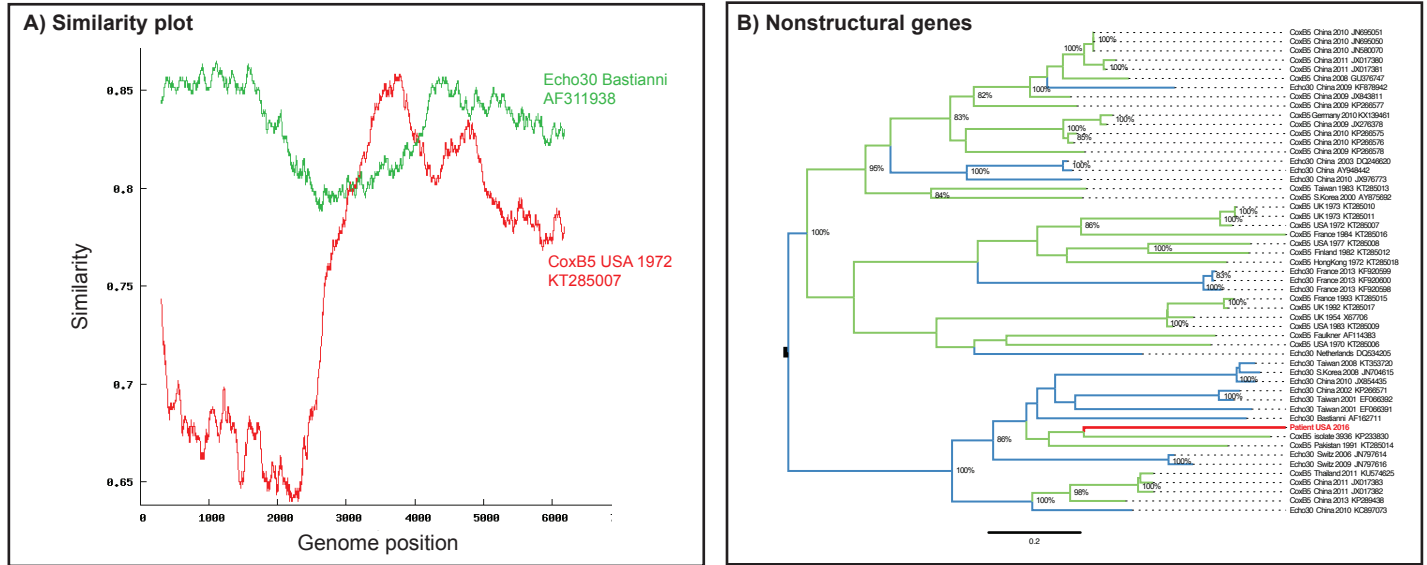 A) Similarity plot
0.85
0.8
0.75
0.7
0.65
Similarity
0
1000
2000
3000
4000
5000
6000
Genome position
Echo30 Bastianni
AF311938
CoxB5 USA 1972
KT285007
B) Nonstructural genes
CoxB5 China 2010 JN695051
CoxB5 China 2010 JN695050
CoxB5 China 2010 JN580070
CoxB5 China 2011 JX017380
CoxB5 China 2011 JX017381
CoxB5 China 2008 GU376747
Echo30 China 2009 KF878942
CoxB5 China 2009 JX843811
CoxB5 China 2009 KP266577
CoxB5 Germany 2010 KX139461
CoxB5 China 2009 JX276378
CoxB5 China 2010 KP266575
CoxB5 China 2010 KP266576
CoxB5 China 2009 KP266578
Echo30 China 2003 DQ246620
Echo30 China AY948442
Echo30 China 2010 JX976773
CoxB5 Taiwan 1983 KT285013
CoxB5 S.Korea 2000 AY875692
CoxB5 UK 1973 KT285010
CoxB5 UK 1973 KT285011
CoxB5 USA 1972 KT285007
CoxB5 France 1984 KT285016
CoxB5 USA 1977 KT285008
CoxB5 Finland 1982 KT285012
CoxB5 HongKong 1972 KT285018
Echo30 France 2013 KF920599
Echo30 France 2013 KF920600
Echo30 France 2013 KF920598
CoxB5 France 1993 KT285015
CoxB5 UK 1992 KT285017
CoxB5 UK 1954 X67706
CoxB5 USA 1983 KT285009
CoxB5 Faulkner AF114383
CoxB5 USA 1970 KT285006
Echo30 Netherlands DQ534205
Echo30 Taiwan 2008 KT353720
Echo30 S.Korea 2008 JN704615
Echo30 China 2010 JX854435
Echo30 China 2002 KP266571
Echo30 Taiwan 2001 EF066392
Echo30 Taiwan 2001 EF066391
Echo30 Bastianni AF162711
Patient USA 2016
CoxB5 isolate 3936 KP233830
CoxB5 Pakistan 1991 KT285014
Echo30 Switz 2006 JN797614
Echo30 Switz 2009 JN797616
CoxB5 Thailand 2011 KU574625
CoxB5 China 2011 JX017383
CoxB5 China 2011 JX017382
CoxB5 China 2013 KP289438
Echo30 China 2010 KC897073
100%
100%
100%
100%
82%
83%
100%
100%
85%
95%
100%
100%
84%
100%
100%
100%
86%
100%
83%
100%
100%
100%
100%
100%
86%
100%
100%
100%
98%
100%
0.2